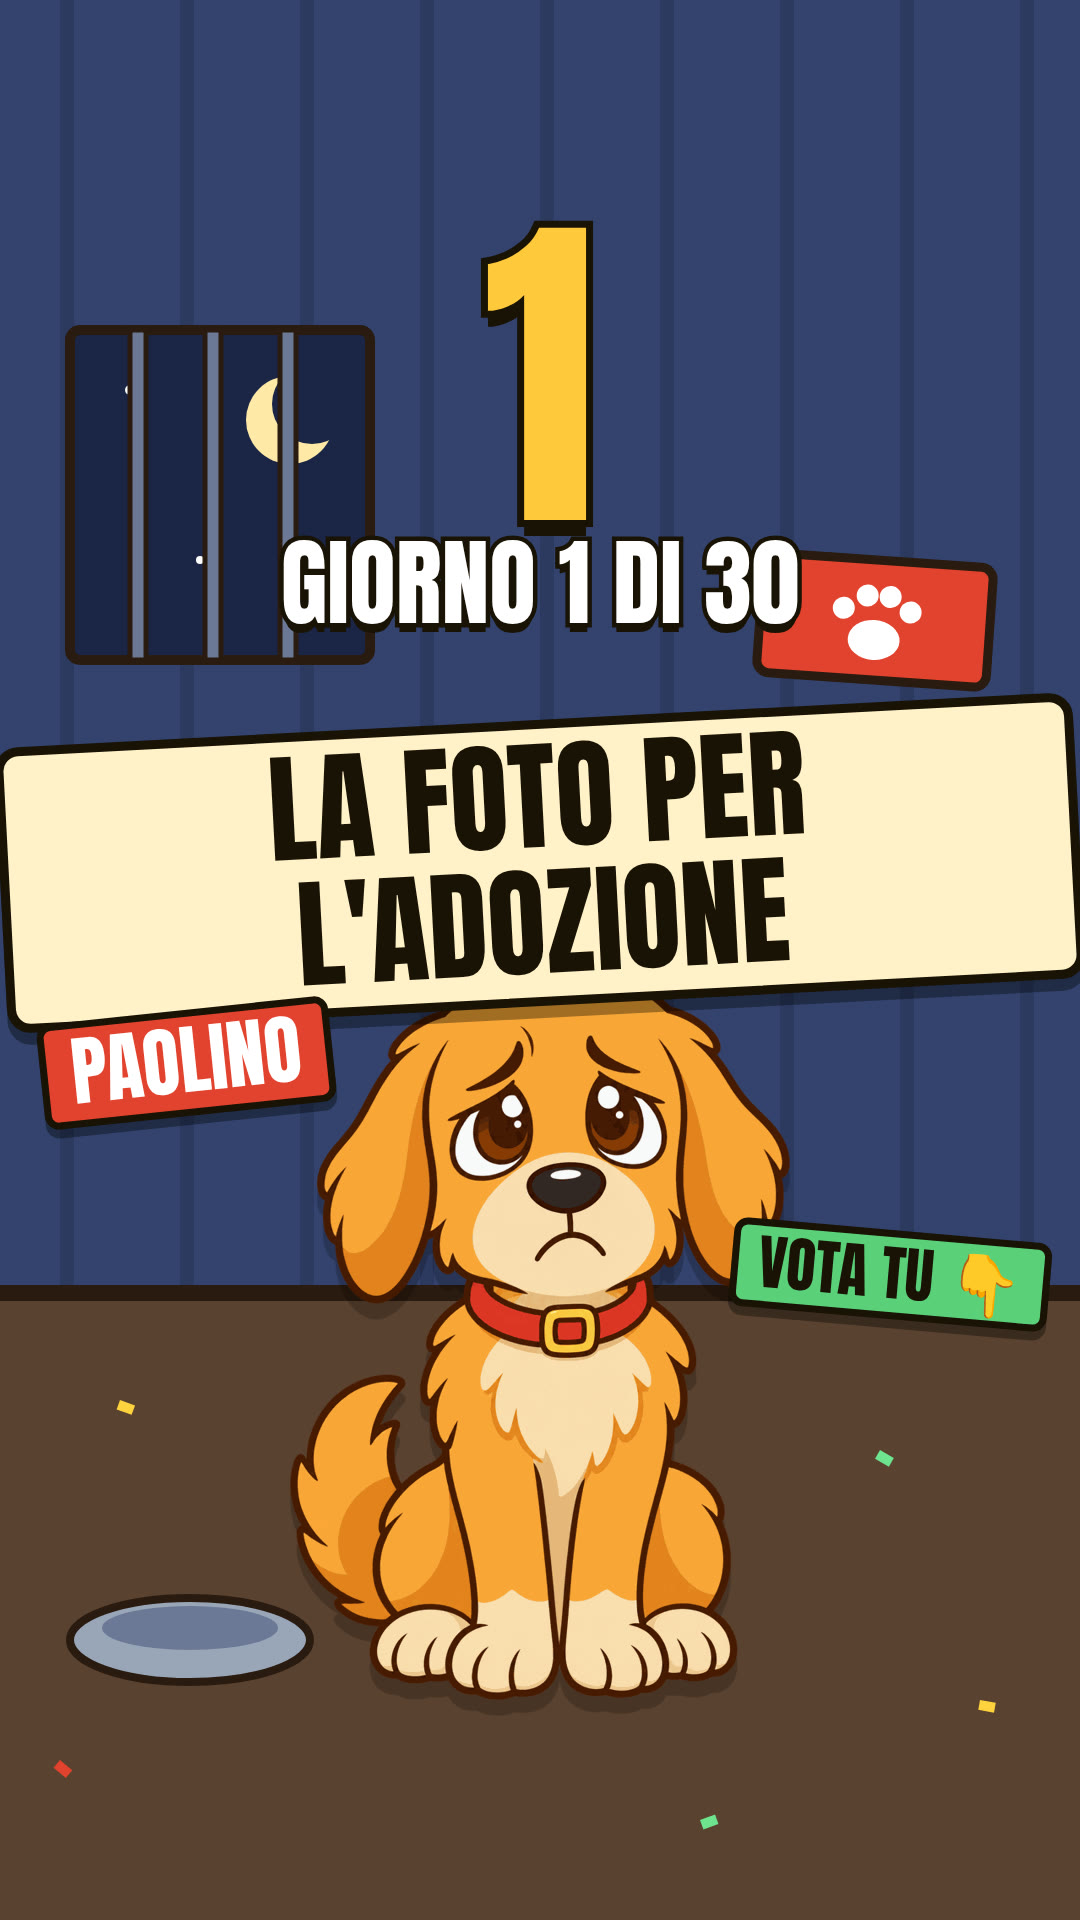 1
GIORNO 1 DI 30
LA FOTO PER
L'ADOZIONE
PAOLINO
VOTA TU 👇